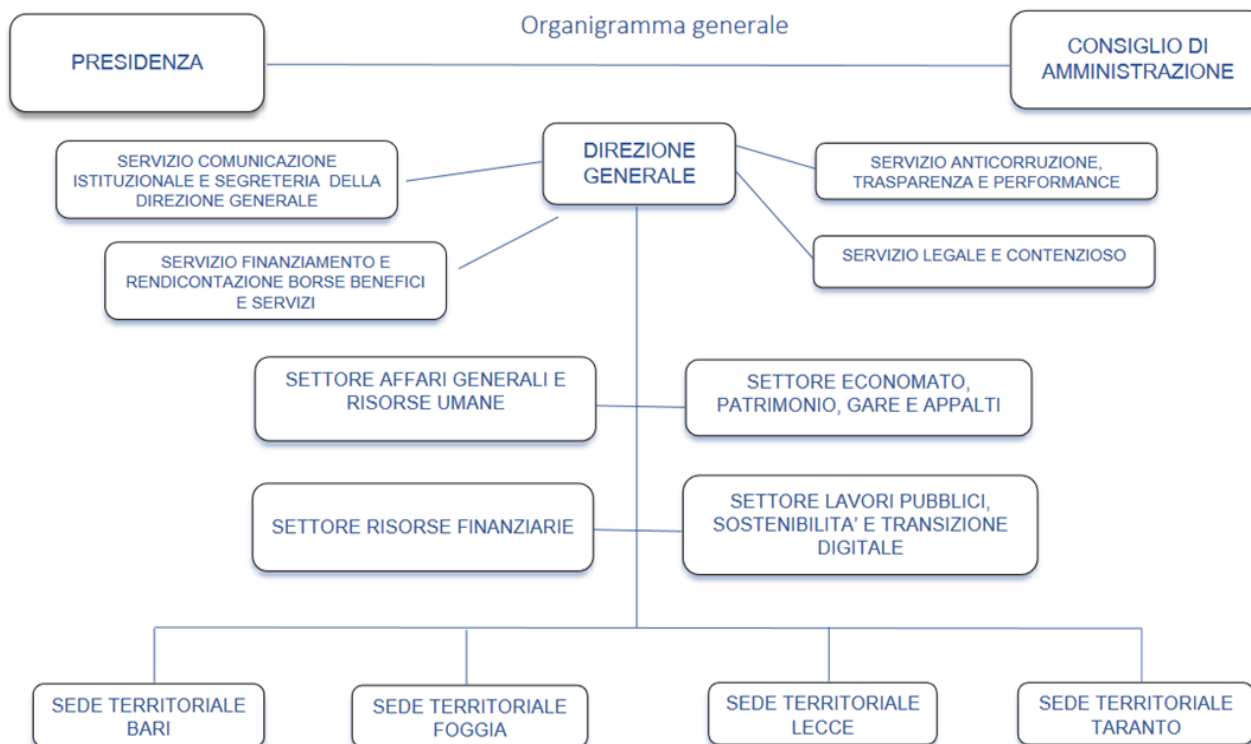 Organigramma generale
PRESIDENZA
CONSIGLIO DI
AMMINISTRAZIONE
DIREZIONE
GENERALE
SERVIZIO COMUNICAZIONE
ISTITUZIONALE E SEGRETERIA DELLA
DIREZIONE GENERALE
SERVIZIO ANTICORRUZIONE,
TRASPARENZA E PERFORMANCE
SERVIZIO FINANZIAMENTO E
RENDICONTAZIONE BORSE BENEFICI
E SERVIZI
SERVIZIO LEGALE E CONTENZIOSO
SETTORE AFFARI GENERALI E
RISORSE UMANE
SETTORE ECONOMATO,
PATRIMONIO, GARE E APPALTI
SETTORE RISORSE FINANZIARIE
SETTORE LAVORI PUBBLICI,
SOSTENIBILITA' E TRANSIZIONE
DIGITALE
SEDE TERRITORIALE
BARI
SEDE TERRITORIALE
FOGGIA
SEDE TERRITORIALE
LECCE
SEDE TERRITORIALE
TARANTO